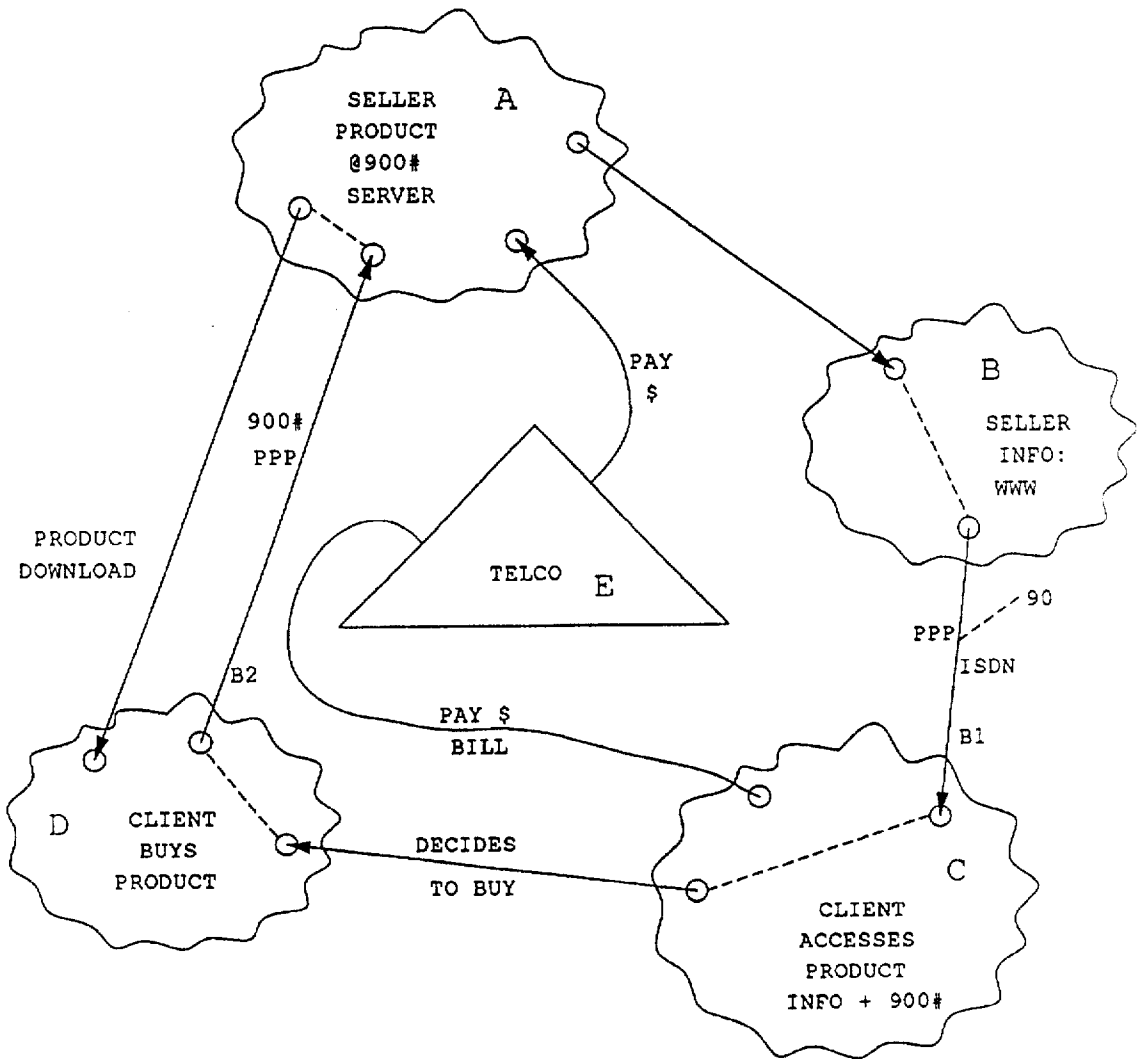 SELLER A
PRODUCT
@900#
SERVER
PAY
$
B
SELLER
INFO:
WWW
900#
PPP
PRODUCT
DOWNLOAD
TELCO E
90
PPP
ISDN
B2
B1
PAY $
BILL
D
CLIENT
BUYS
PRODUCT
DECIDES
TO BUY
C
CLIENT
ACCESSES
PRODUCT
INFO + 900#